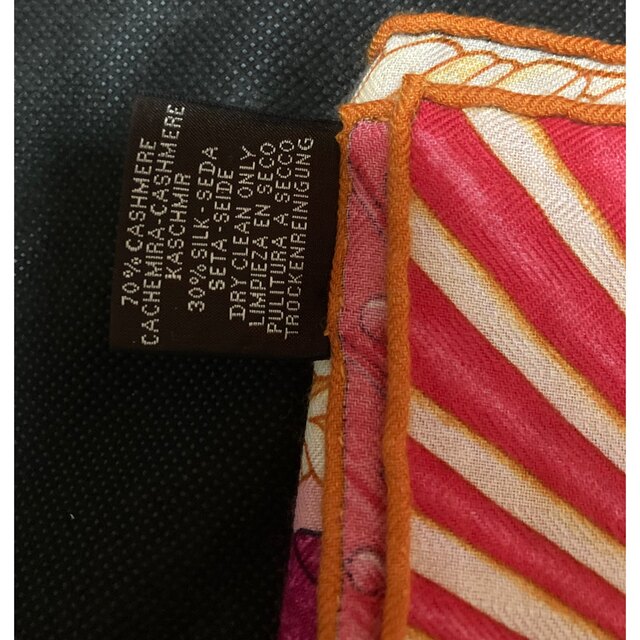 70% CASHMERE
CACHEMIRA-CASHMERE
KASCHMIR
30% SILK-SEDA
SETA-SEIDE
DRY CLEAN ONLY
LIMPIEZA EN SECO
PULITURA A SECCO
TROCKENREINIGUNG